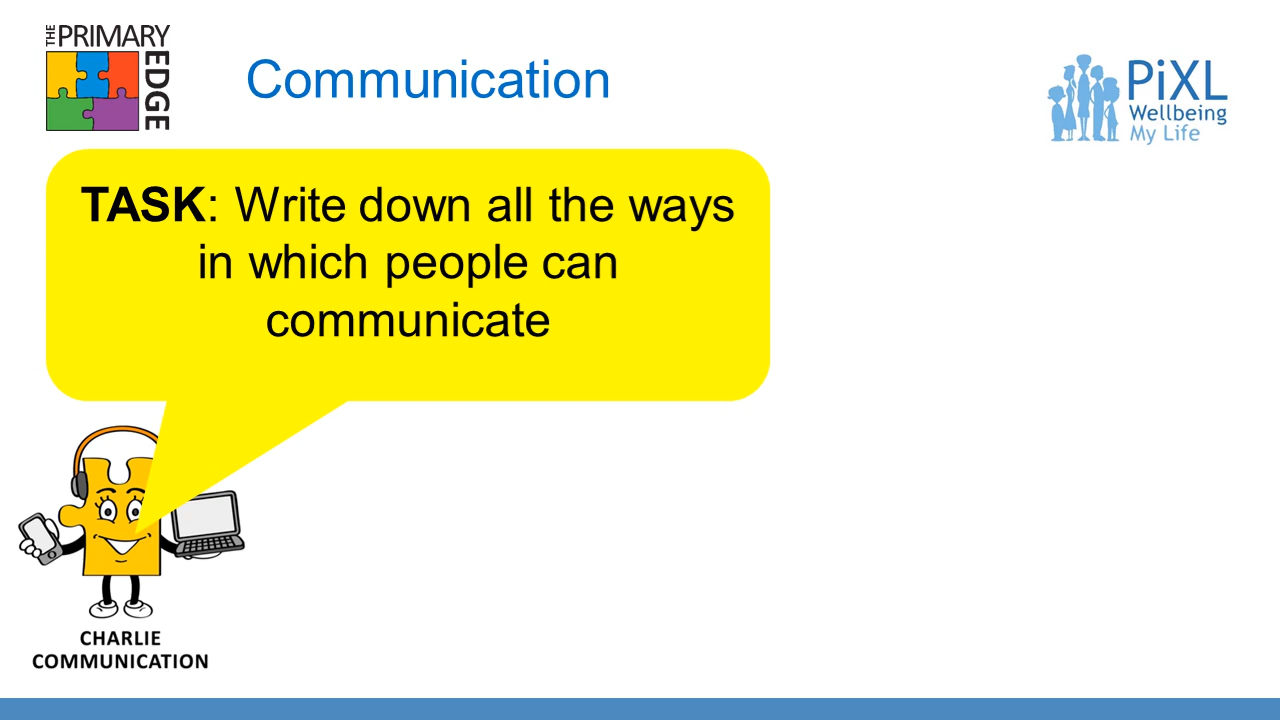 THE PRIMARY
EDGE
Communication
PiXL
Wellbeing
My Life
TASK: Write down all the ways
in which people can
communicate
CHARLIE
COMMUNICATION